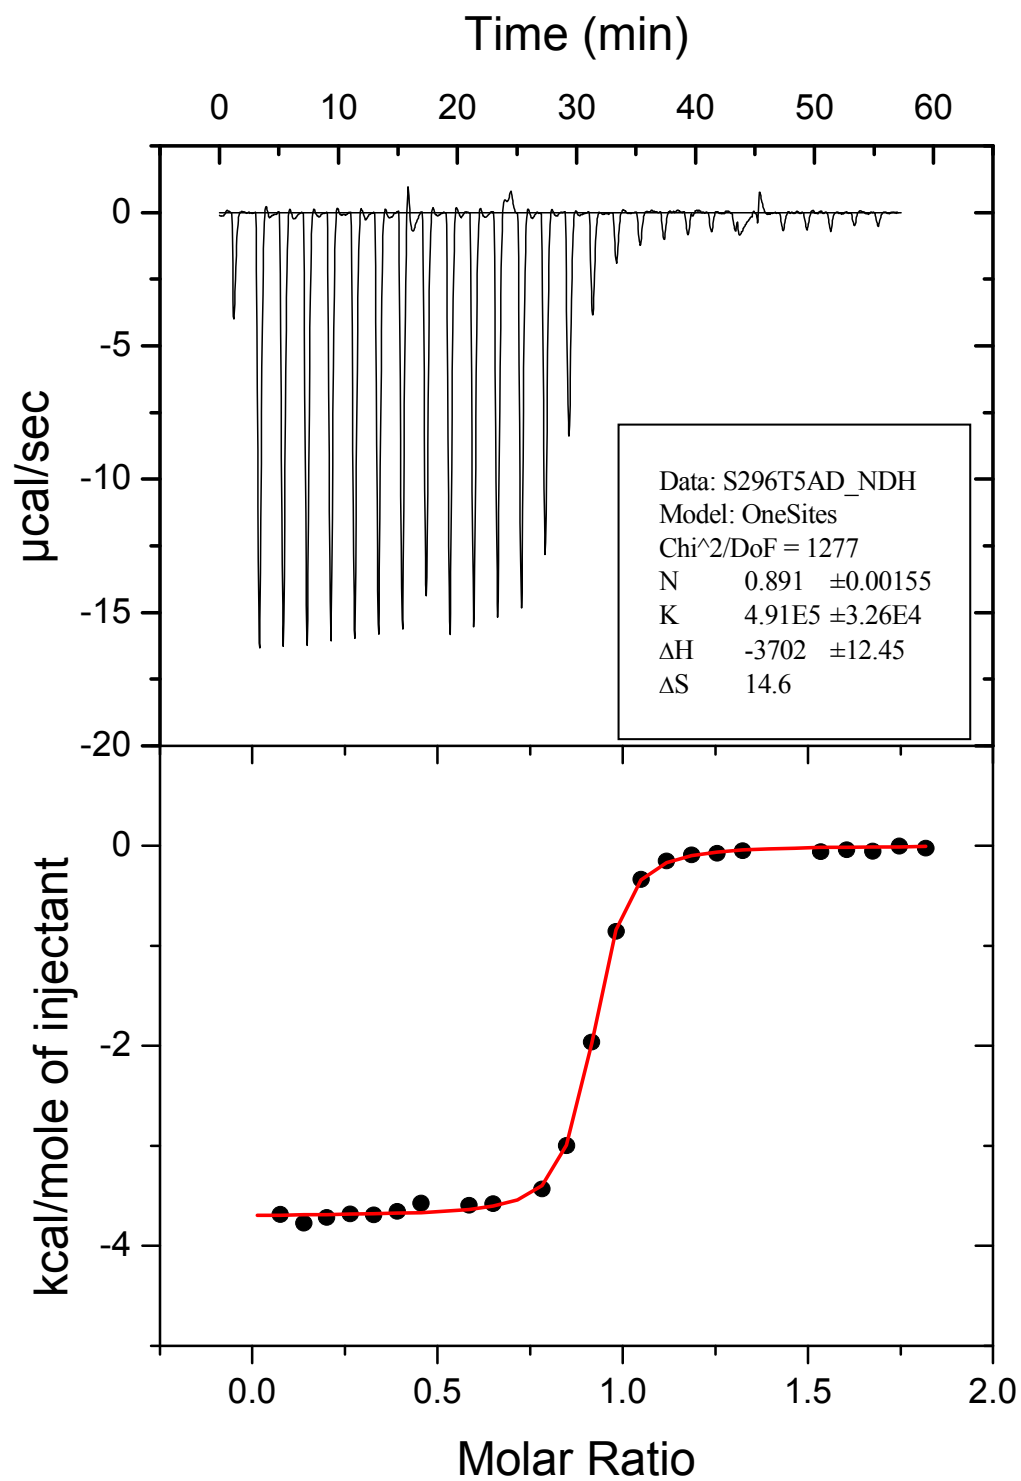 Time (min)
0 10 20 30 40 50 60
0
-5
-10
-15
-20
µcal/sec
Data: S296T5AD_NDH
Model: OneSites
Chi^2/DoF = 1277
N 0.891 ±0.00155
K 4.91E5 ±3.26E4
ΔH -3702 ±12.45
ΔS 14.6
0
-2
-4
kcal/mole of injectant
0.0 0.5 1.0 1.5 2.0
Molar Ratio